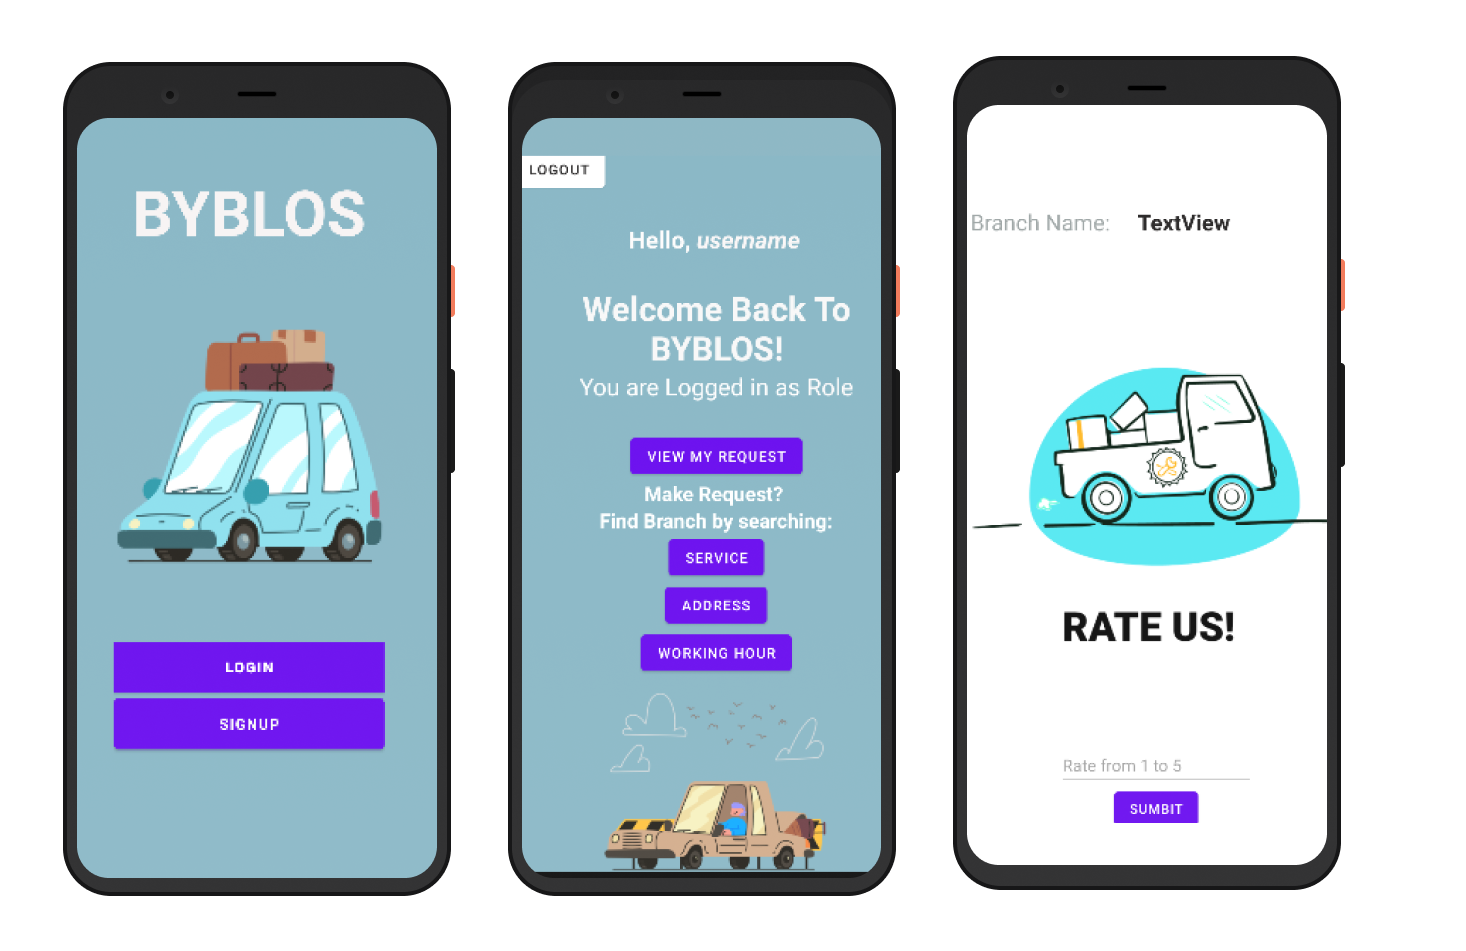 BYBLOS
LOGIN
SIGNUP
LOGOUT
Hello, username
Welcome Back To
BYBLOS!
You are Logged in as Role
VIEW MY REQUEST
Make Request?
Find Branch by searching:
SERVICE
ADDRESS
WORKING HOUR
Branch Name: TextView
RATE US!
Rate from 1 to 5
SUMBIT